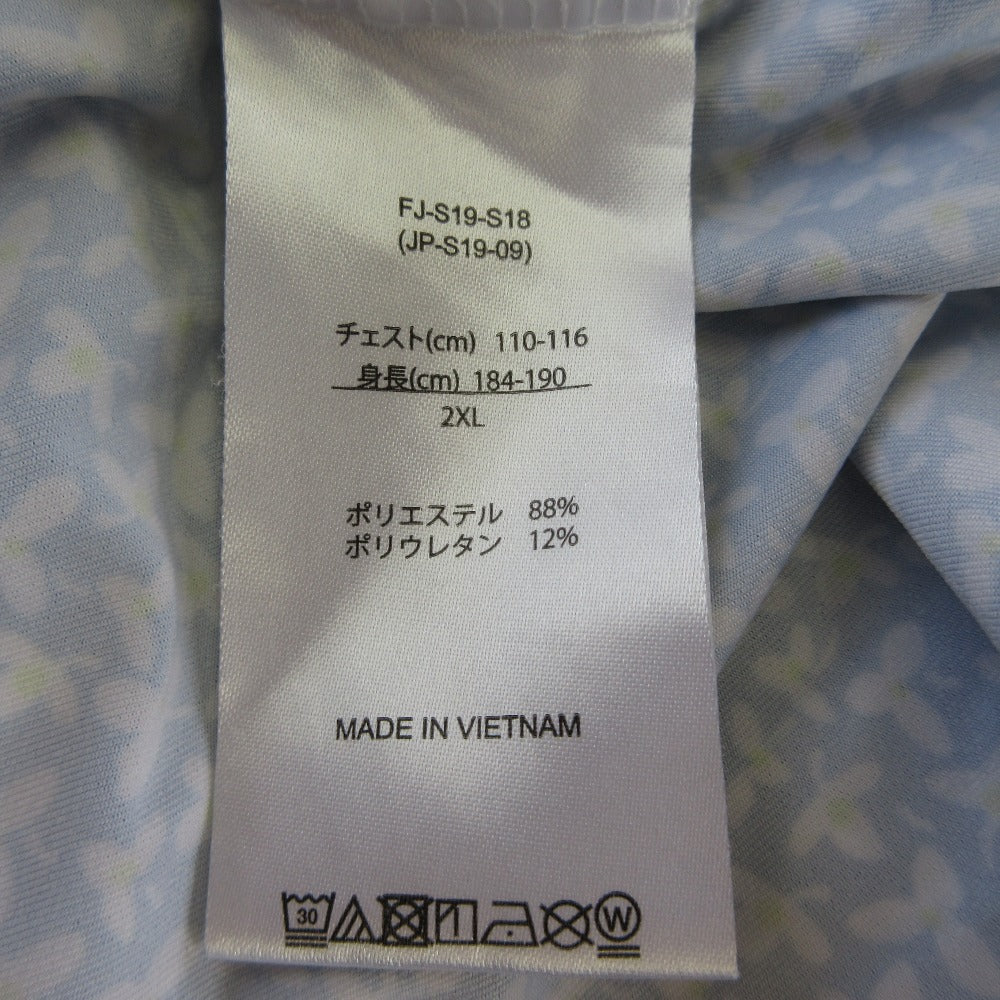 FJ-S19-S18
(JP-S19-09)
チェスト(cm) 110-116
身長(cm) 184-190
2XL
ポリエステル 88%
ポリウレタン 12%
MADE IN VIETNAM
30 W